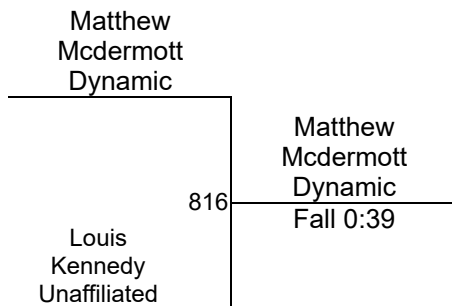 Matthew
Mcdermott
Dynamic
Matthew
Mcdermott
Dynamic
816
Fall 0:39
Louis
Kennedy
Unaffiliated